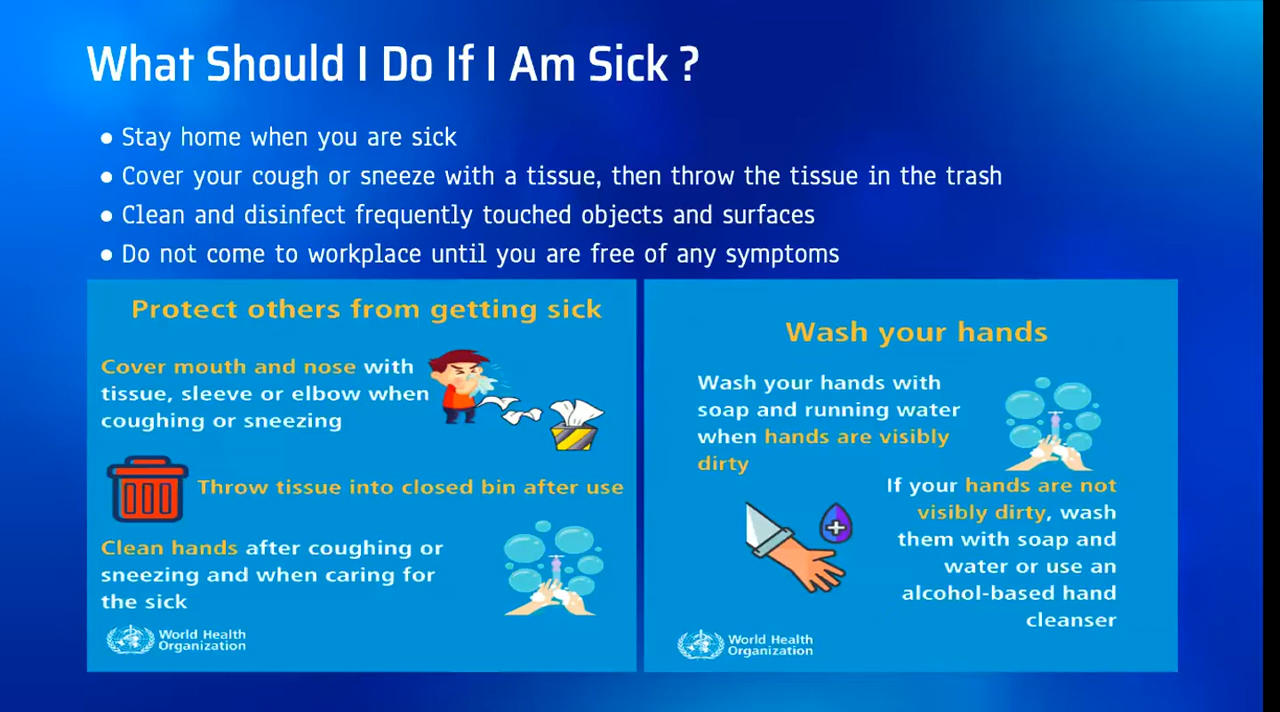 What Should I Do If I Am Sick ?
● Stay home when you are sick
● Cover your cough or sneeze with a tissue, then throw the tissue in the trash
● Clean and disinfect frequently touched objects and surfaces
● Do not come to workplace until you are free of any symptoms
Protect others from getting sick
Cover mouth and nose with
tissue, sleeve or elbow when
coughing or sneezing
Throw tissue into closed bin after use
Clean hands after coughing or
sneezing and when caring for
the sick
World Health
Organization
Wash your hands
Wash your hands with
soap and running water
when hands are visibly
dirty
If your hands are not
visibly dirty, wash
them with soap and
water or use an
alcohol-based hand
cleanser
World Health
Organization